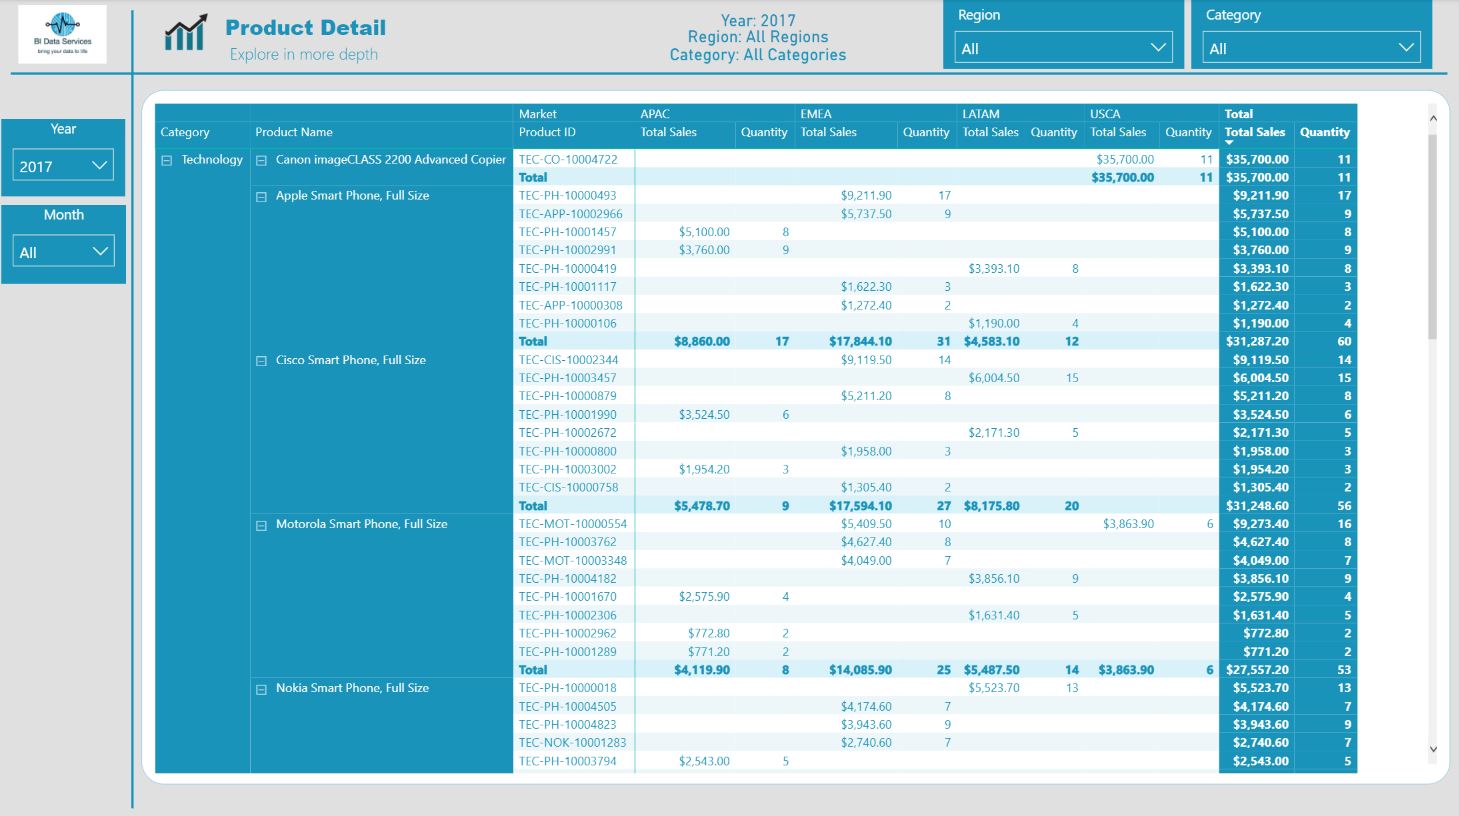 BI Data Services
bring your data to life
Product Detail
Explore in more depth
Year: 2017
Region: All Regions
Category: All Categories
Region
All
Category
All
Year
2017
Month
All
Market APAC EMEA LATAM USCA Total
Category Product Name Product ID Total Sales Quantity Total Sales Quantity Total Sales Quantity Total Sales Quantity Total Sales Quantity
Technology Canon imageCLASS 2200 Advanced Copier TEC-CO-10004722 $35,700.00 11 $35,700.00 11
Total $35,700.00 11 $35,700.00 11
Apple Smart Phone, Full Size TEC-PH-10000493 $9,211.90 17 $9,211.90 17
TEC-APP-10002966 $5,737.50 9 $5,737.50 9
TEC-PH-10001457 $5,100.00 8 $5,100.00 8
TEC-PH-10002991 $3,760.00 9 $3,760.00 9
TEC-PH-10000419 $3,393.10 8 $3,393.10 8
TEC-PH-10001117 $1,622.30 3 $1,622.30 3
TEC-APP-10000308 $1,272.40 2 $1,272.40 2
TEC-PH-10000106 $1,190.00 4 $1,190.00 4
Total $8,860.00 17 $17,844.10 31 $4,583.10 12 $31,287.20 60
Cisco Smart Phone, Full Size TEC-CIS-10002344 $9,119.50 14 $9,119.50 14
TEC-PH-10003457 $6,004.50 15 $6,004.50 15
TEC-PH-10000879 $5,211.20 8 $5,211.20 8
TEC-PH-10001990 $3,524.50 6 $3,524.50 6
TEC-PH-10002672 $2,171.30 5 $2,171.30 5
TEC-PH-10000800 $1,958.00 3 $1,958.00 3
TEC-PH-10003002 $1,954.20 3 $1,954.20 3
TEC-CIS-10000758 $1,305.40 2 $1,305.40 2
Total $5,478.70 9 $17,594.10 27 $8,175.80 20 $31,248.60 56
Motorola Smart Phone, Full Size TEC-MOT-10000554 $5,409.50 10 $3,863.90 6 $9,273.40 16
TEC-PH-10003762 $4,627.40 8 $4,627.40 8
TEC-MOT-10003348 $4,049.00 7 $4,049.00 7
TEC-PH-10004182 $3,856.10 9 $3,856.10 9
TEC-PH-10001670 $2,575.90 4 $2,575.90 4
TEC-PH-10002306 $1,631.40 5 $1,631.40 5
TEC-PH-10002962 $772.80 2 $772.80 2
TEC-PH-10001289 $771.20 2 $771.20 2
Total $4,119.90 8 $14,085.90 25 $5,487.50 14 $3,863.90 6 $27,557.20 53
Nokia Smart Phone, Full Size TEC-PH-10000018 $5,523.70 13 $5,523.70 13
TEC-PH-10004505 $4,174.60 7 $4,174.60 7
TEC-PH-10004823 $3,943.60 9 $3,943.60 9
TEC-NOK-10001283 $2,740.60 7 $2,740.60 7
TEC-PH-10003794 $2,543.00 5 $2,543.00 5